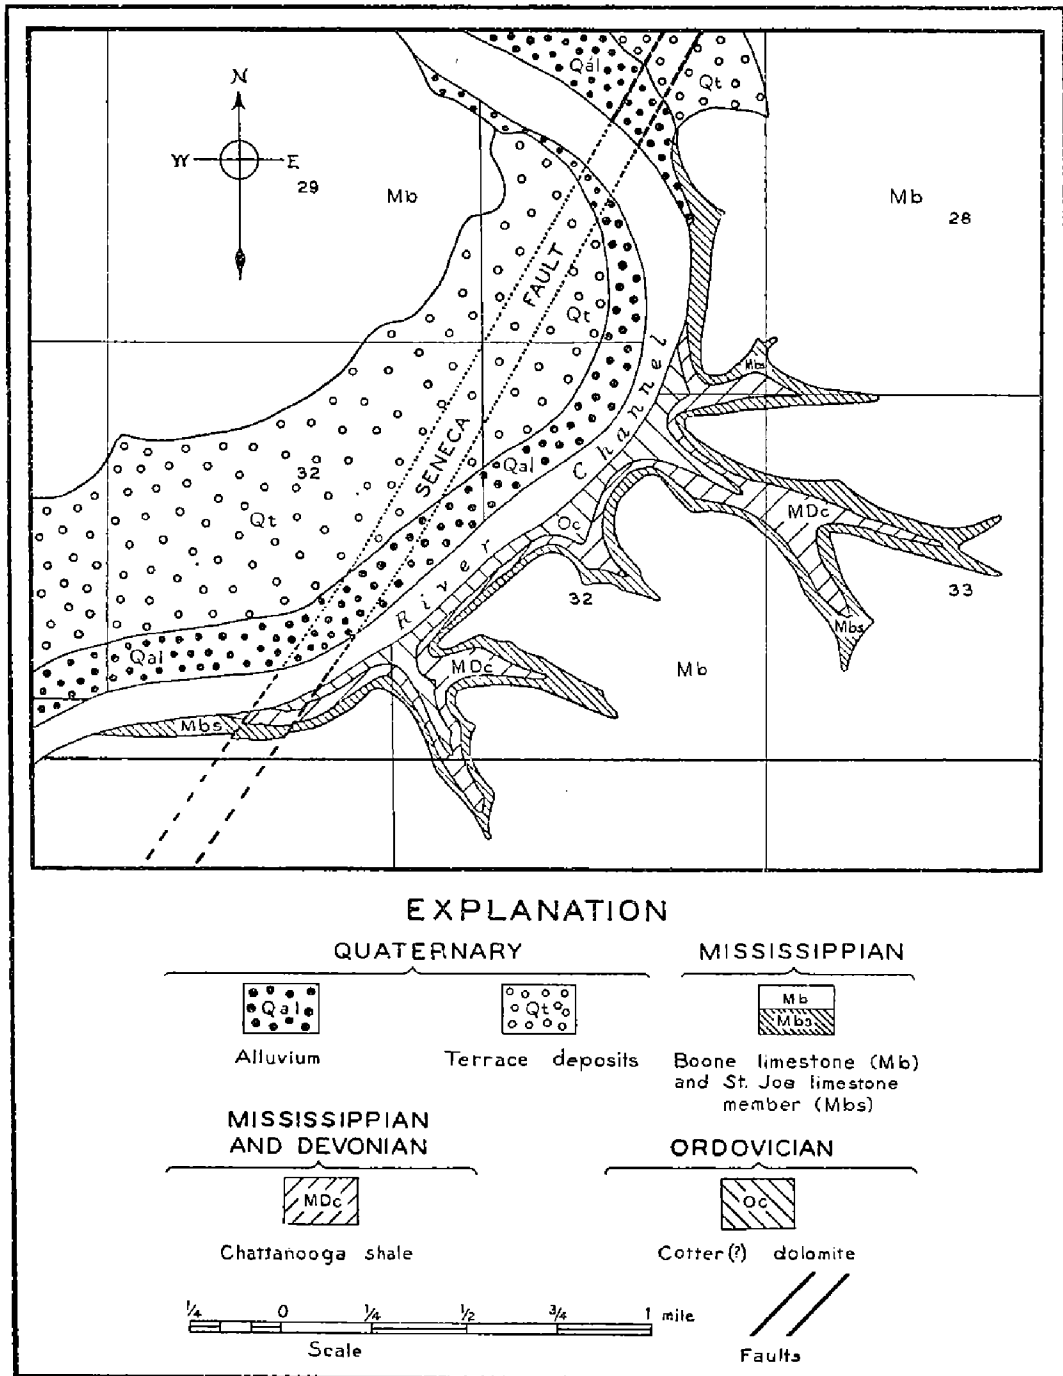 Qal
Qt
N
W E
29
Mb
Mb
28
FAULT
Qt
Mbs
River Channel
SENECA
32
Qal
Qt
MDc
Oc
32
33
Mbs
Qal
MDc
Mb
Mbs
EXPLANATION
QUATERNARY
MISSISSIPPIAN
Qal
Qt
Mb
Mbs
Alluvium
Terrace deposits
Boone limestone (Mb)
and St. Joe limestone
member (Mbs)
MISSISSIPPIAN
AND DEVONIAN
ORDOVICIAN
MDc
Oc
Chattanooga shale
Cotter(?) dolomite
1/4 0 1/4 1/2 3/4 1 mile
Scale
Faults